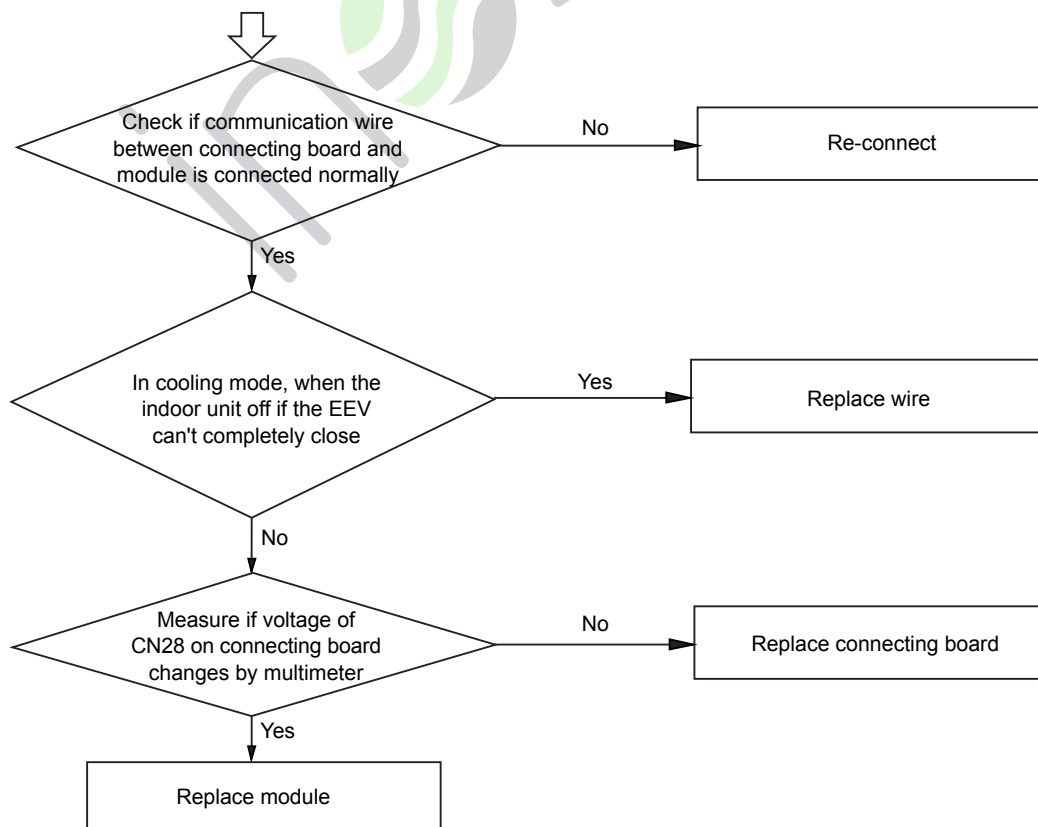 Check if communication wire
between connecting board and
module is connected normally
No
Re-connect
Yes
In cooling mode, when the
indoor unit off if the EEV
can't completely close
Yes
Replace wire
No
Measure if voltage of
CN28 on connecting board
changes by multimeter
No
Replace connecting board
Yes
Replace module